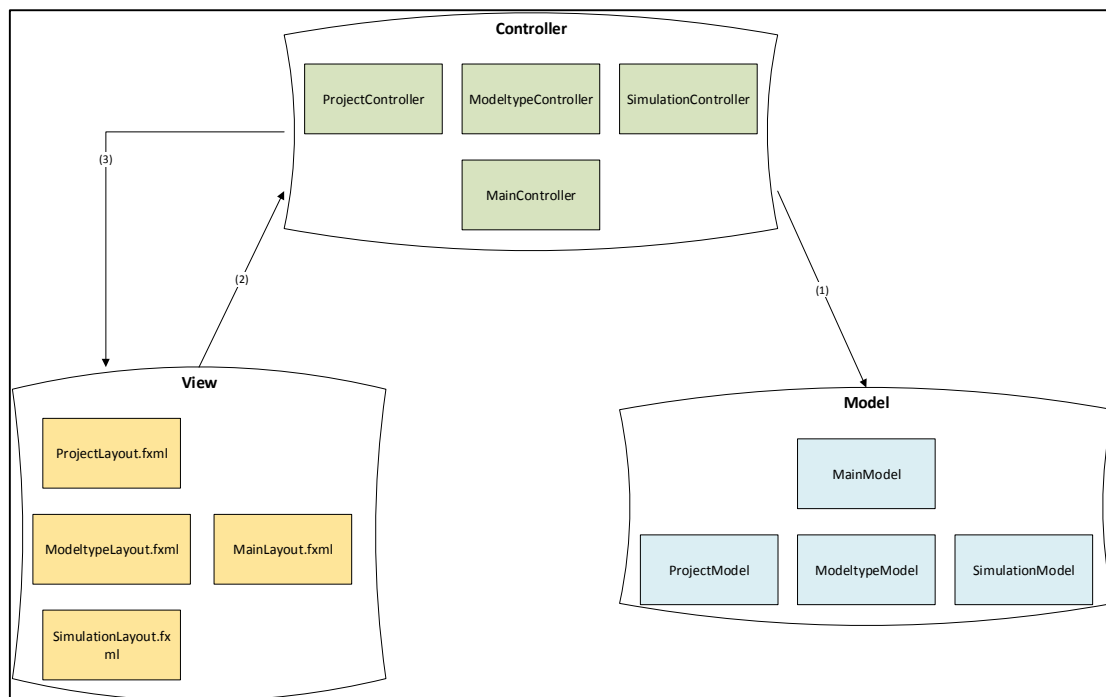 Controller
ProjectController
ModeltypeController
SimulationController
MainController
(3)
(2)
(1)
View
ProjectLayout.fxml
ModeltypeLayout.fxml
MainLayout.fxml
SimulationLayout.fx
ml
Model
MainModel
ProjectModel
ModeltypeModel
SimulationModel